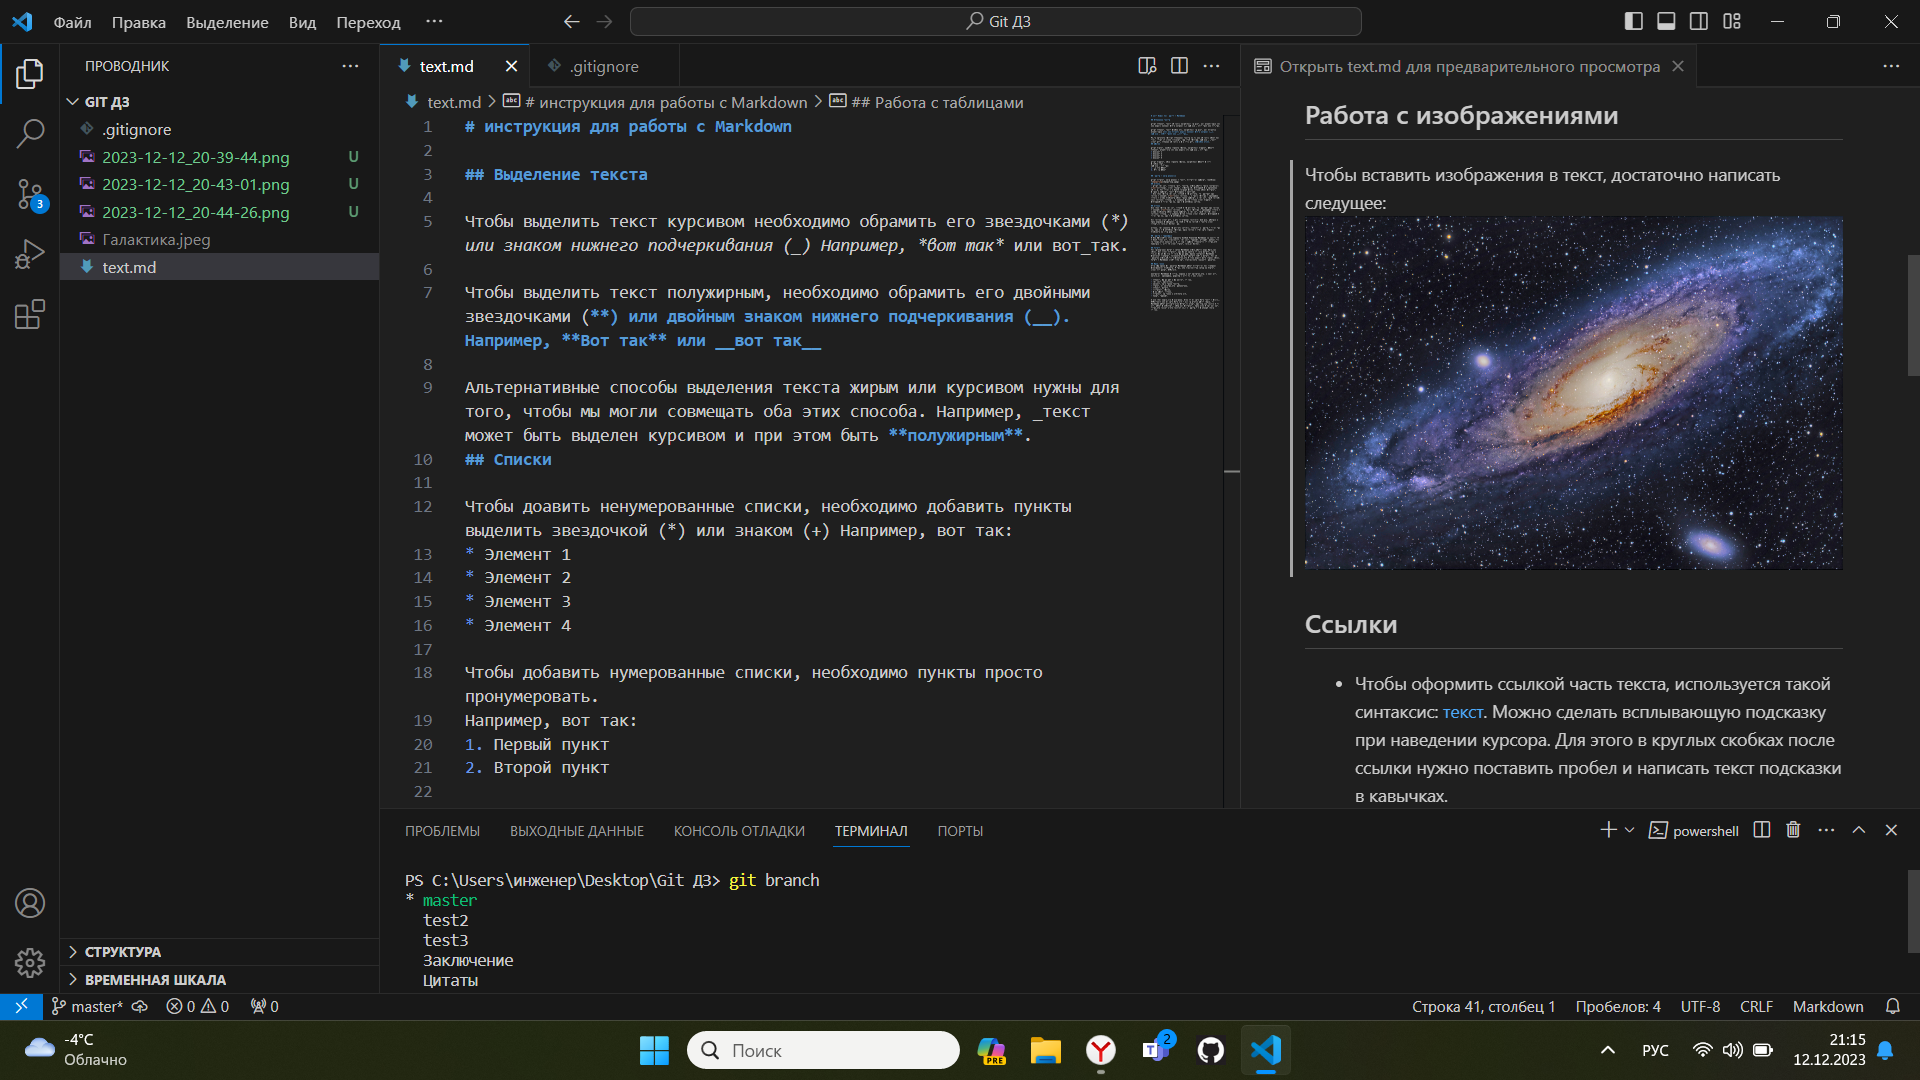 Файл Правка Выделение Вид Переход ··· Git ДЗ
ПРОВОДНИК
GIT ДЗ
.gitignore
2023-12-12_20-39-44.png U
2023-12-12_20-43-01.png U
2023-12-12_20-44-26.png U
Галактика.jpeg
text.md
3
СТРУКТУРА
ВРЕМЕННАЯ ШКАЛА
text.md .gitignore
text.md > # инструкция для работы с Markdown > ## Работа с таблицами
1 # инструкция для работы с Markdown
2
3 ## Выделение текста
4
5 Чтобы выделить текст курсивом необходимо обрамить его звездочками (*)
или знаком нижнего подчеркивания (_) Например, *вот так* или вот_так.
6
7 Чтобы выделить текст полужирным, необходимо обрамить его двойными
звездочками (**) или двойным знаком нижнего подчеркивания (__).
Например, **Вот так** или __вот так__
8
9 Альтернативные способы выделения текста жирым или курсивом нужны для
того, чтобы мы могли совмещать оба этих способа. Например, _текст
может быть выделен курсивом и при этом быть **полужирным**.
10 ## Списки
11
12 Чтобы доавить ненумерованные списки, необходимо добавить пункты
выделить звездочкой (*) или знаком (+) Например, вот так:
13 * Элемент 1
14 * Элемент 2
15 * Элемент 3
16 * Элемент 4
17
18 Чтобы добавить нумерованные списки, необходимо пункты просто
пронумеровать.
19 Например, вот так:
20 1. Первый пункт
21 2. Второй пункт
22
Открыть text.md для предварительного просмотра
Работа с изображениями
Чтобы вставить изображения в текст, достаточно написать
следущее:
Ссылки
• Чтобы оформить ссылкой часть текста, используется такой
синтаксис: текст. Можно сделать всплывающую подсказку
при наведении курсора. Для этого в круглых скобках после
ссылки нужно поставить пробел и написать текст подсказки
в кавычках.
ПРОБЛЕМЫ ВЫХОДНЫЕ ДАННЫЕ КОНСОЛЬ ОТЛАДКИ ТЕРМИНАЛ ПОРТЫ powershell
PS C:\Users\инженер\Desktop\Git ДЗ> git branch
* master
test2
test3
Заключение
Цитаты
master* 0 0 0 Строка 41, столбец 1 Пробелов: 4 UTF-8 CRLF Markdown
-4°C
Облачно
Поиск
PRE
2
РУС
21:15
12.12.2023